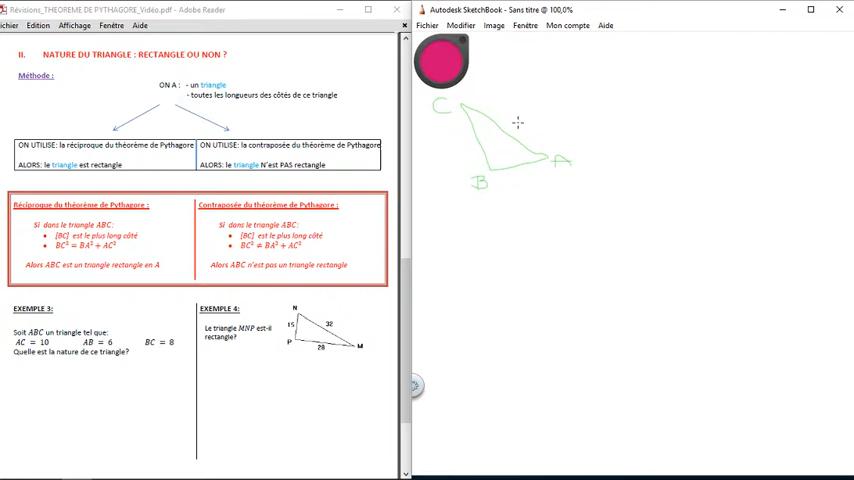 Révisions_THEOREME DE PYTHAGORE_Vidéo.pdf - Adobe Reader
ichier Edition Affichage Fenêtre Aide
II. NATURE DU TRIANGLE : RECTANGLE OU NON ?
Méthode :
ON A : - un triangle
- toutes les longueurs des côtés de ce triangle
ON UTILISE: la réciproque du théorème de Pythagore
ALORS: le triangle est rectangle
ON UTILISE: la contraposée du théorème de Pythagore
ALORS: le triangle N'est PAS rectangle
Réciproque du théorème de Pythagore :
Si dans le triangle ABC:
• [BC] est le plus long côté
• BC² = BA² + AC²
Alors ABC est un triangle rectangle en A
Contraposée du théorème de Pythagore :
Si dans le triangle ABC:
• [BC] est le plus long côté
• BC² ≠ BA² + AC²
Alors ABC n'est pas un triangle rectangle
EXEMPLE 3:
Soit ABC un triangle tel que:
AC = 10 AB = 6 BC = 8
Quelle est la nature de ce triangle?
EXEMPLE 4:
Le triangle MNP est-il
rectangle?
N
15
32
P
28
M
Autodesk SketchBook - Sans titre @ 100,0%
Fichier Modifier Image Fenêtre Mon compte Aide
C
A
B